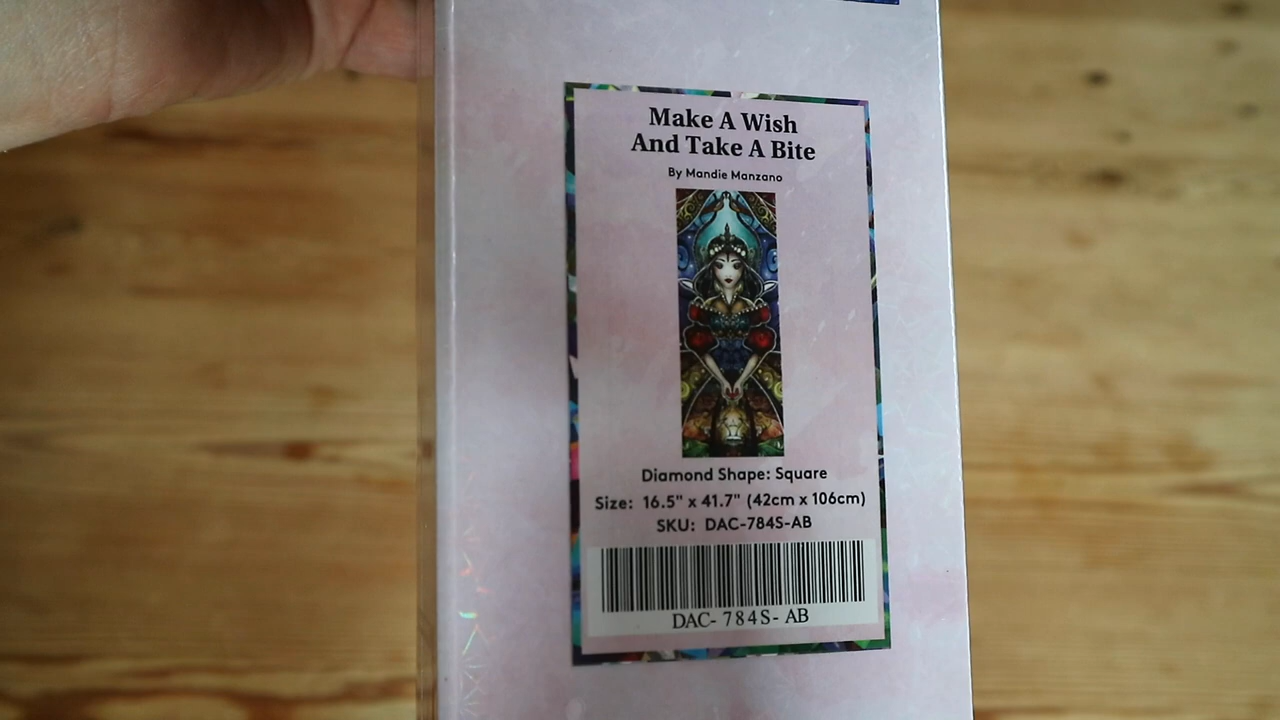 Make A Wish
And Take A Bite
By Mandie Manzano
Diamond Shape: Square
Size: 16.5" x 41.7" (42cm x 106cm)
SKU: DAC-784S-AB
DAC- 784S- AB